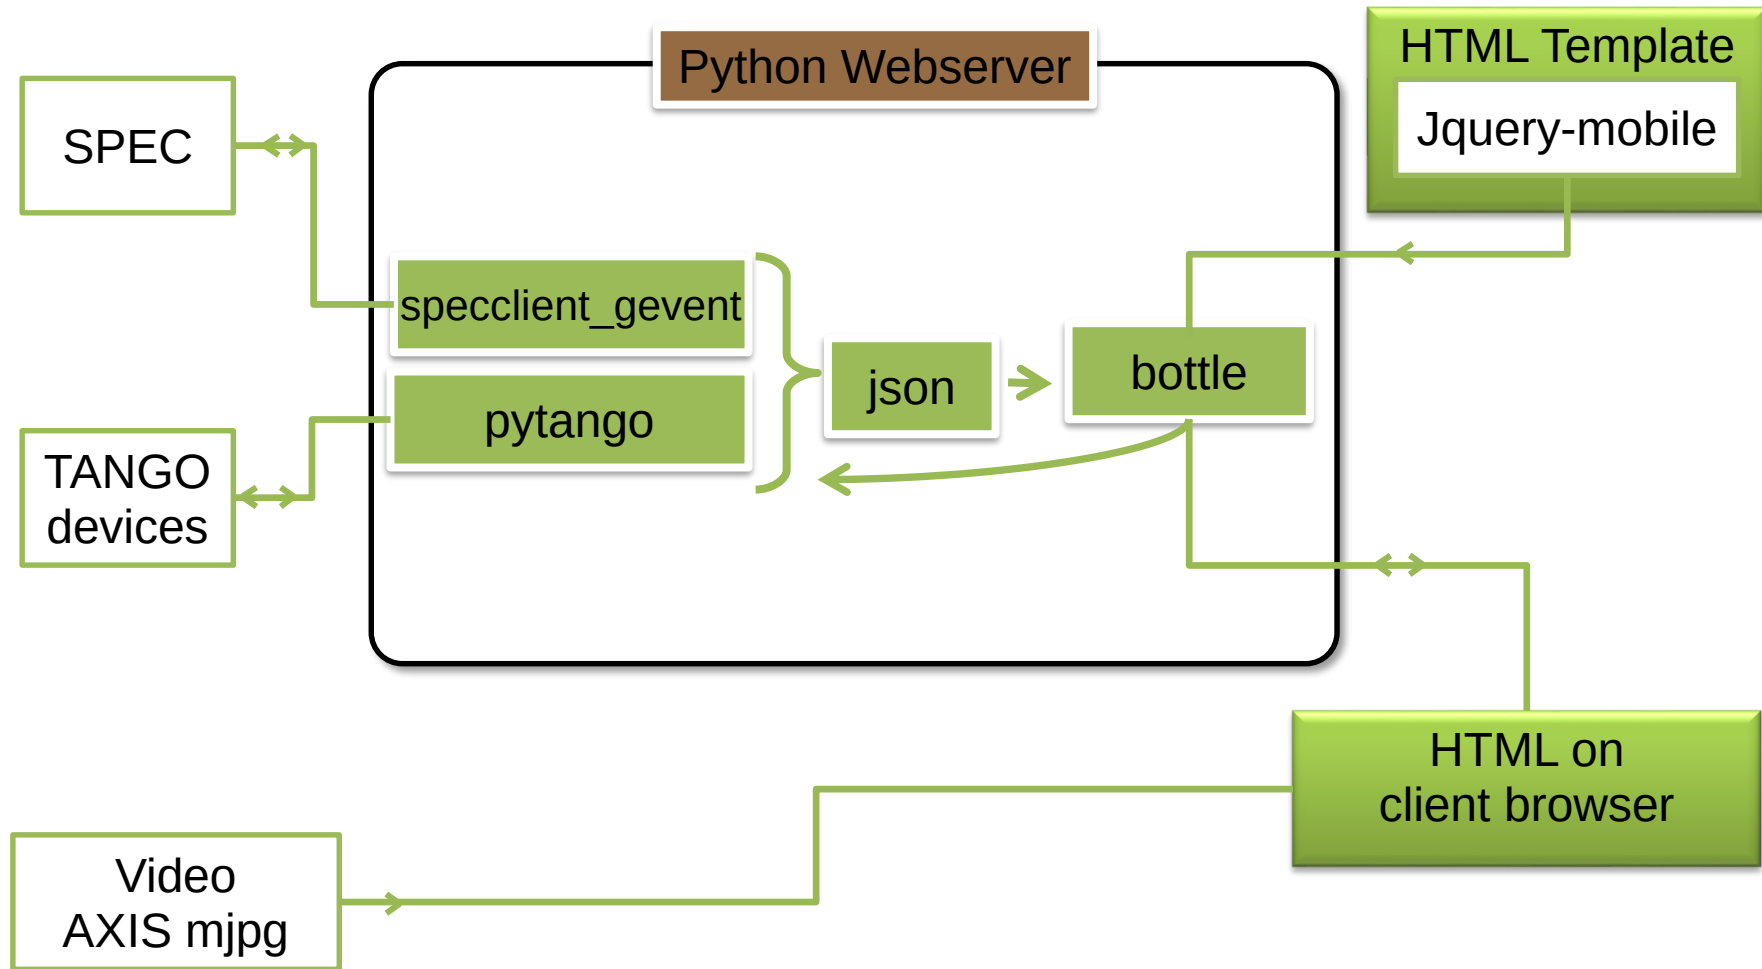 Python Webserver
HTML Template
Jquery-mobile
SPEC
specclient_gevent
pytango
json
bottle
TANGO
devices
HTML on
client browser
Video
AXIS mjpg